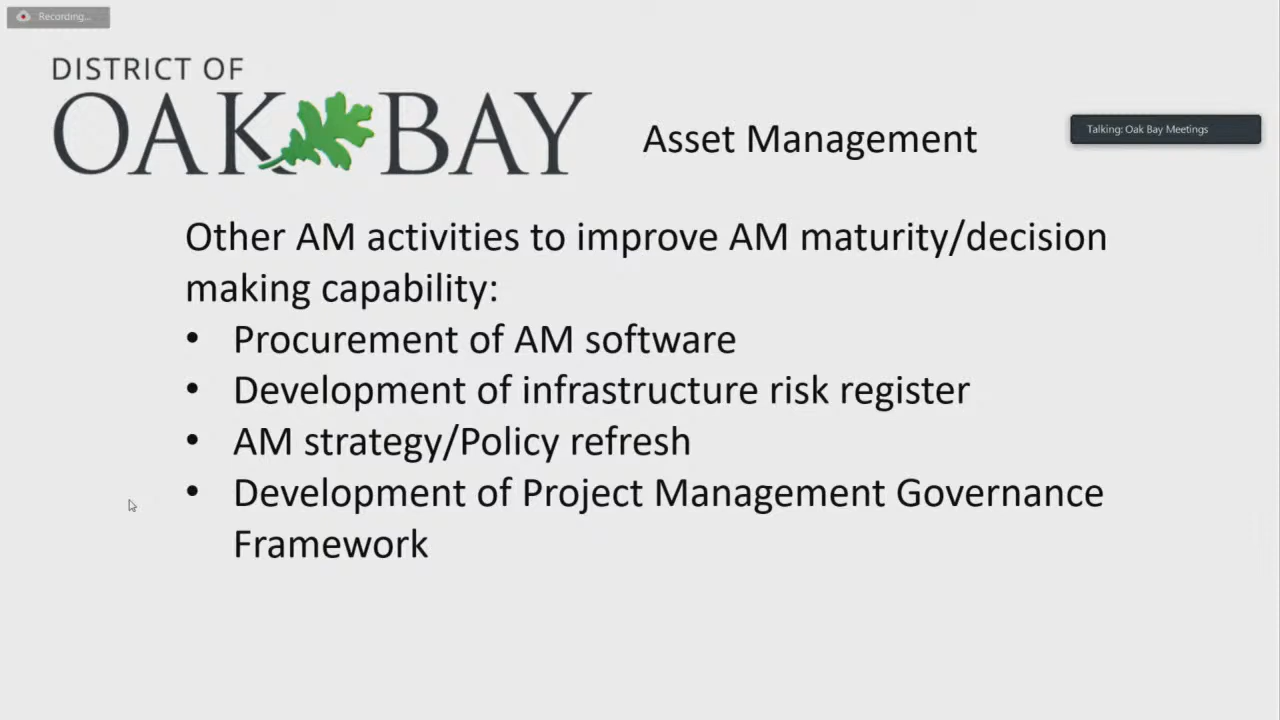 Recording...
DISTRICT OF
OAK BAY
Asset Management
Talking: Oak Bay Meetings
Other AM activities to improve AM maturity/decision
making capability:
• Procurement of AM software
• Development of infrastructure risk register
• AM strategy/Policy refresh
• Development of Project Management Governance
Framework